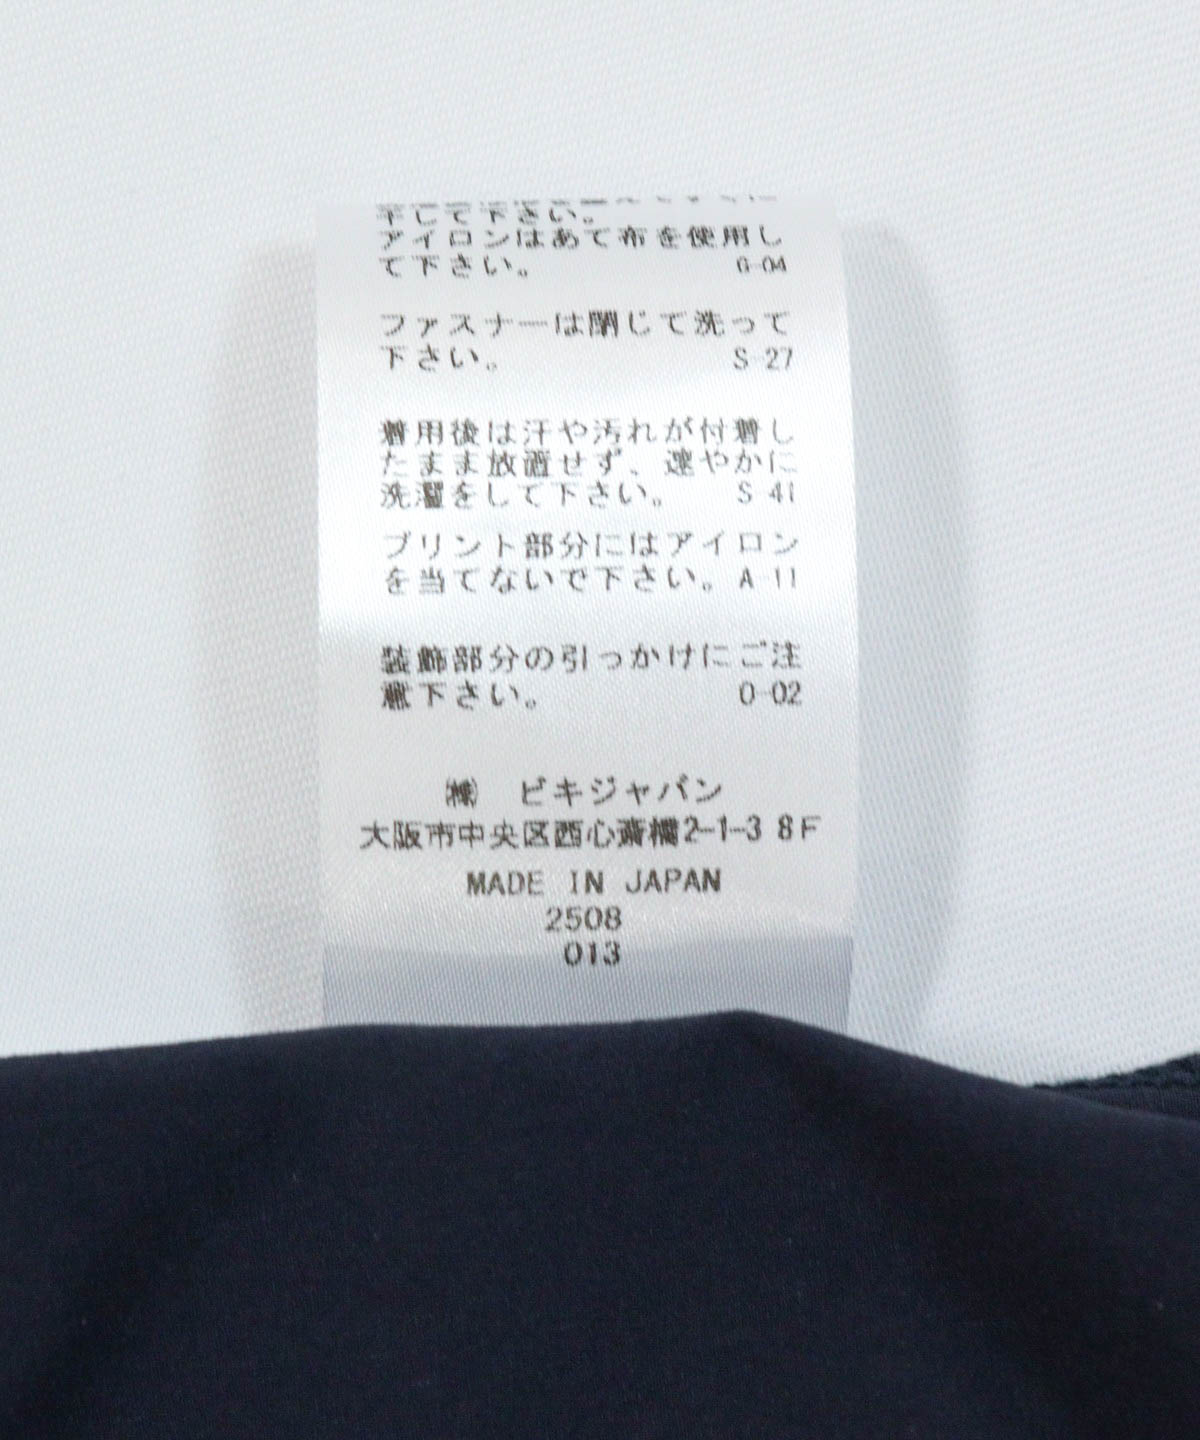 干して下さい。
アイロンはあて布を使用し
て下さい。 G-04
ファスナーは閉じて洗って
下さい。 S-27
着用後は汗や汚れが付着し
たまま放置せず、速やかに
洗濯をして下さい。 S-41
プリント部分にはアイロン
を当てないで下さい。 A-11
装飾部分の引っかけにご注
意下さい。 O-02
㈱ ビキジャパン
大阪市中央区西心斎橋2-1-3 8F
MADE IN JAPAN
2508
013